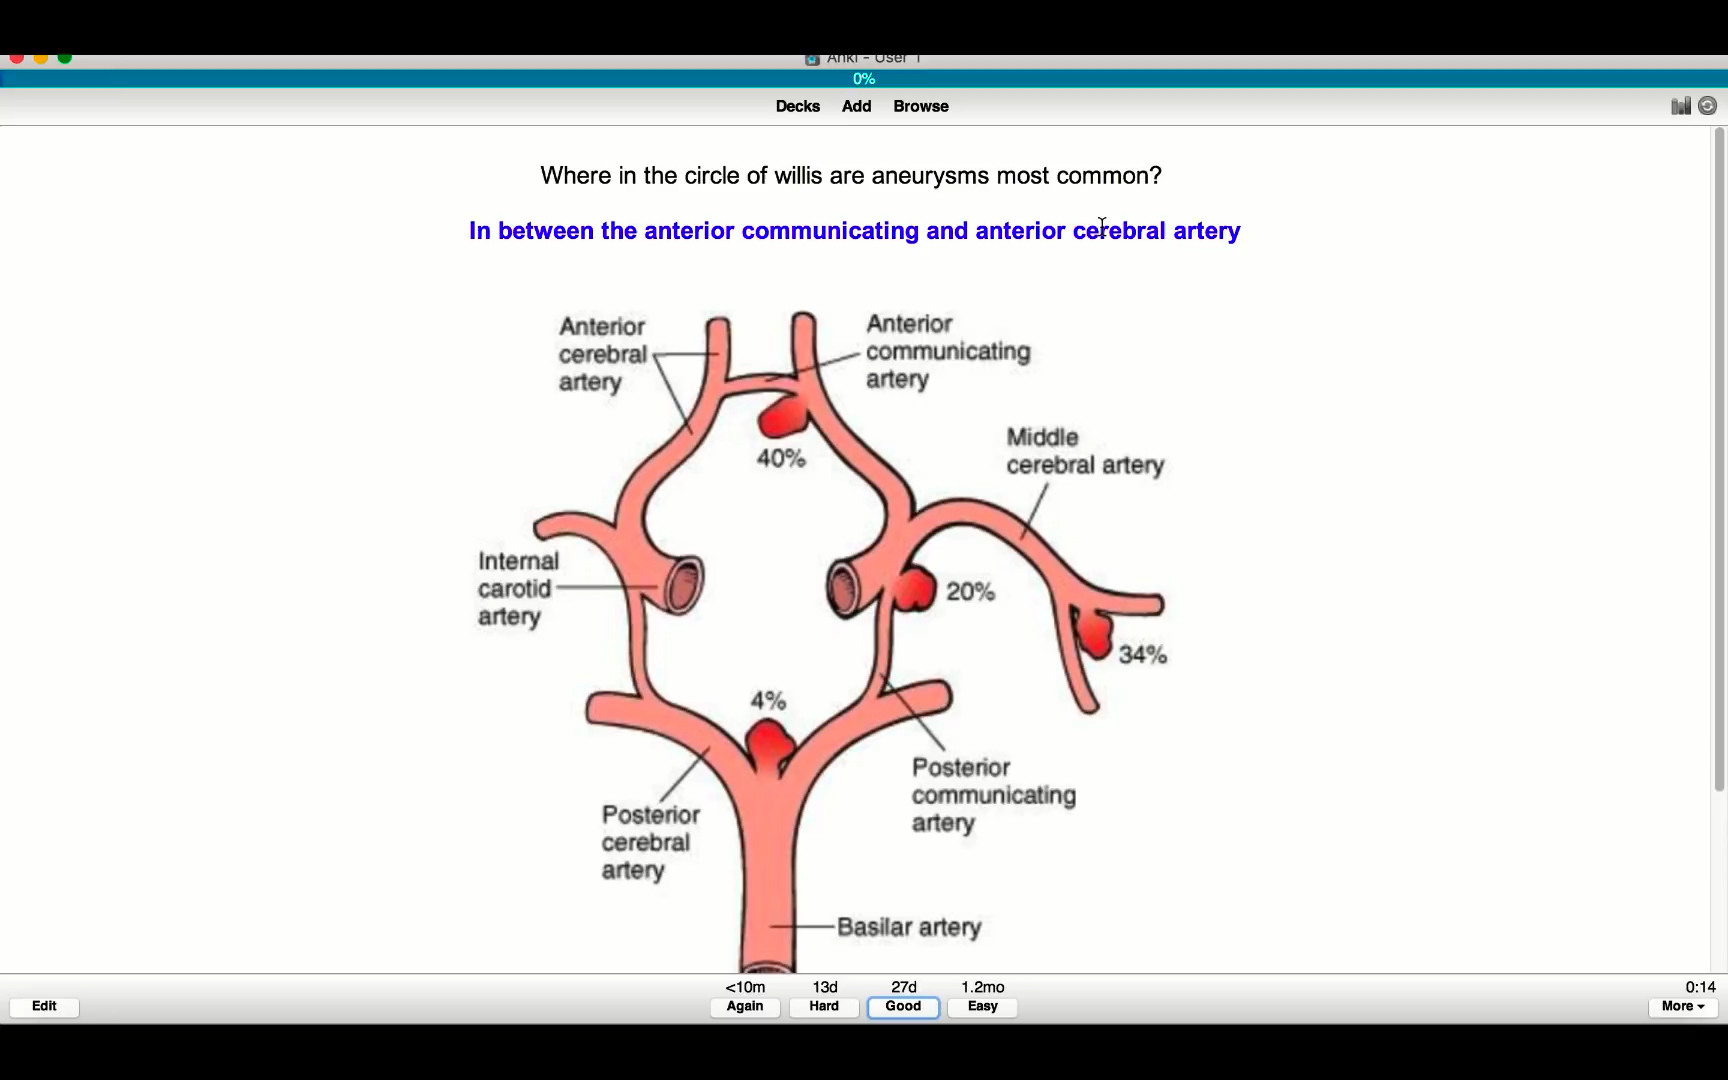 Anki - User 1
0%
Decks Add Browse
Where in the circle of willis are aneurysms most common?
In between the anterior communicating and anterior cerebral artery
Anterior
cerebral
artery
Anterior
communicating
artery
40%
Middle
cerebral artery
Internal
carotid
artery
20%
34%
4%
Posterior
communicating
artery
Posterior
cerebral
artery
Basilar artery
<10m 13d 27d 1.2mo 0:14
Edit Again Hard Good Easy More